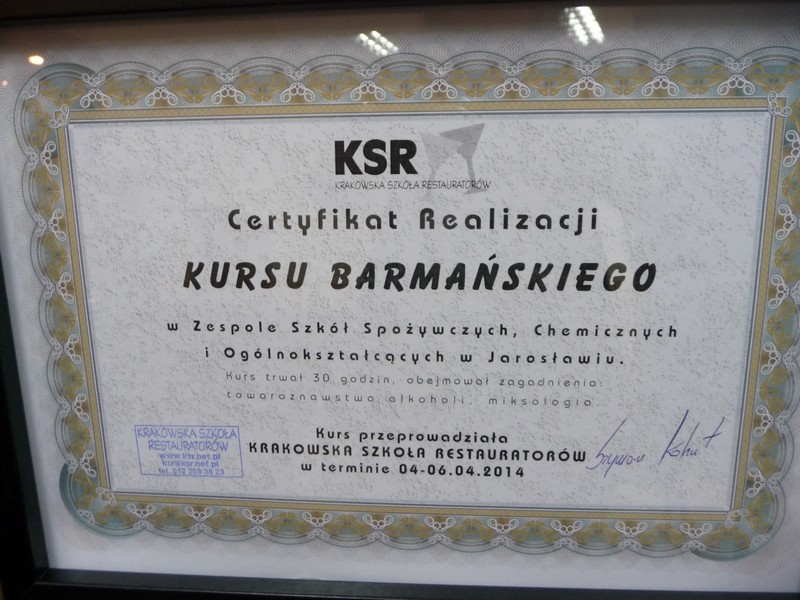 KSR
KRAKOWSKA SZKOŁA RESTAURATORÓW
Certyfikat Realizacji
KURSU BARMAŃSKIEGO
w Zespole Szkół Spożywczych, Chemicznych
i Ogólnokształcących w Jarosławiu.
Kurs trwał 30 godzin, obejmował zagadnienia:
towaroznawstwo alkoholi, miksologia.
Kurs przeprowadziała
KRAKOWSKA SZKOŁA RESTAURATORÓW
w terminie 04-06.04.2014
KRAKOWSKA SZKOŁA
RESTAURATORÓW
www.ksr.net.pl